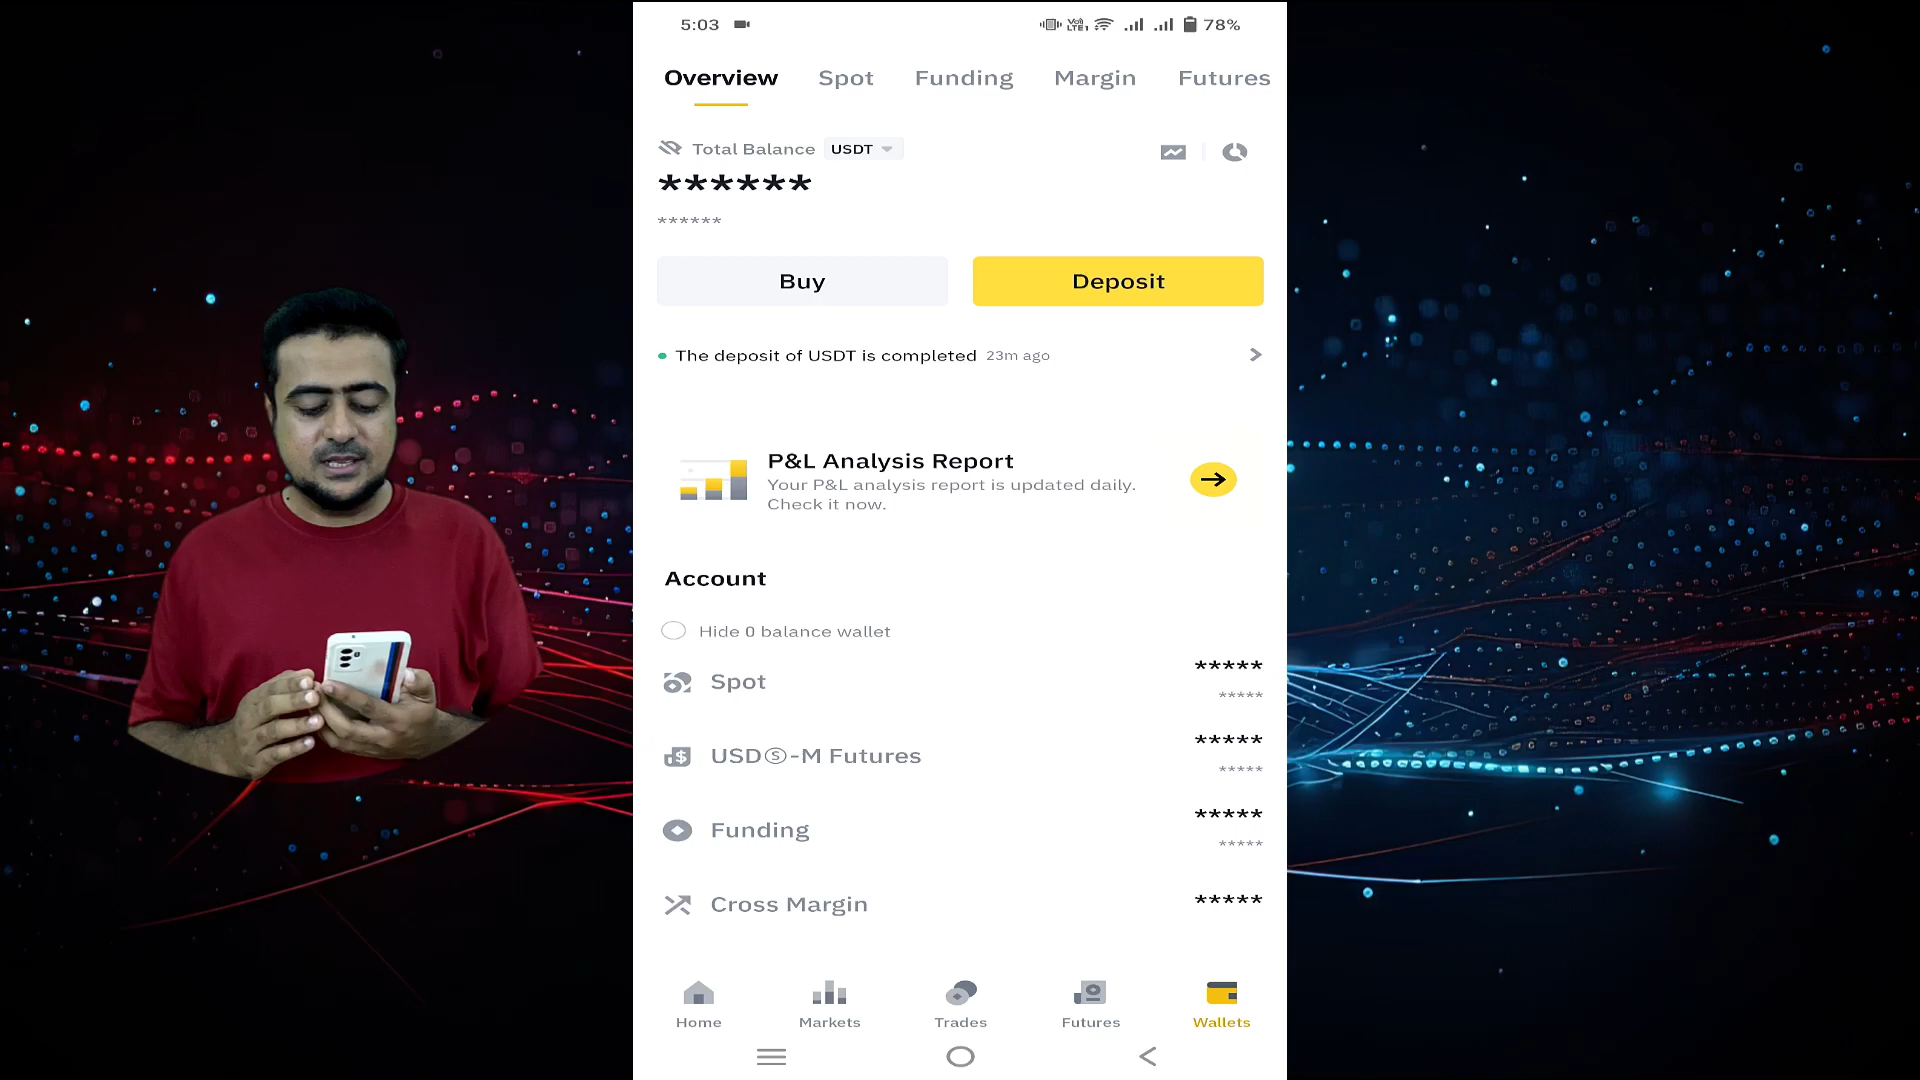 5:03 78%
Overview Spot Funding Margin Futures
Total Balance USDT
******
******
Buy Deposit
The deposit of USDT is completed 23m ago
P&L Analysis Report
Your P&L analysis report is updated daily.
Check it now.
Account
Hide 0 balance wallet
Spot *****
*****
USDⓈ-M Futures *****
*****
Funding *****
*****
Cross Margin *****
Home Markets Trades Futures Wallets